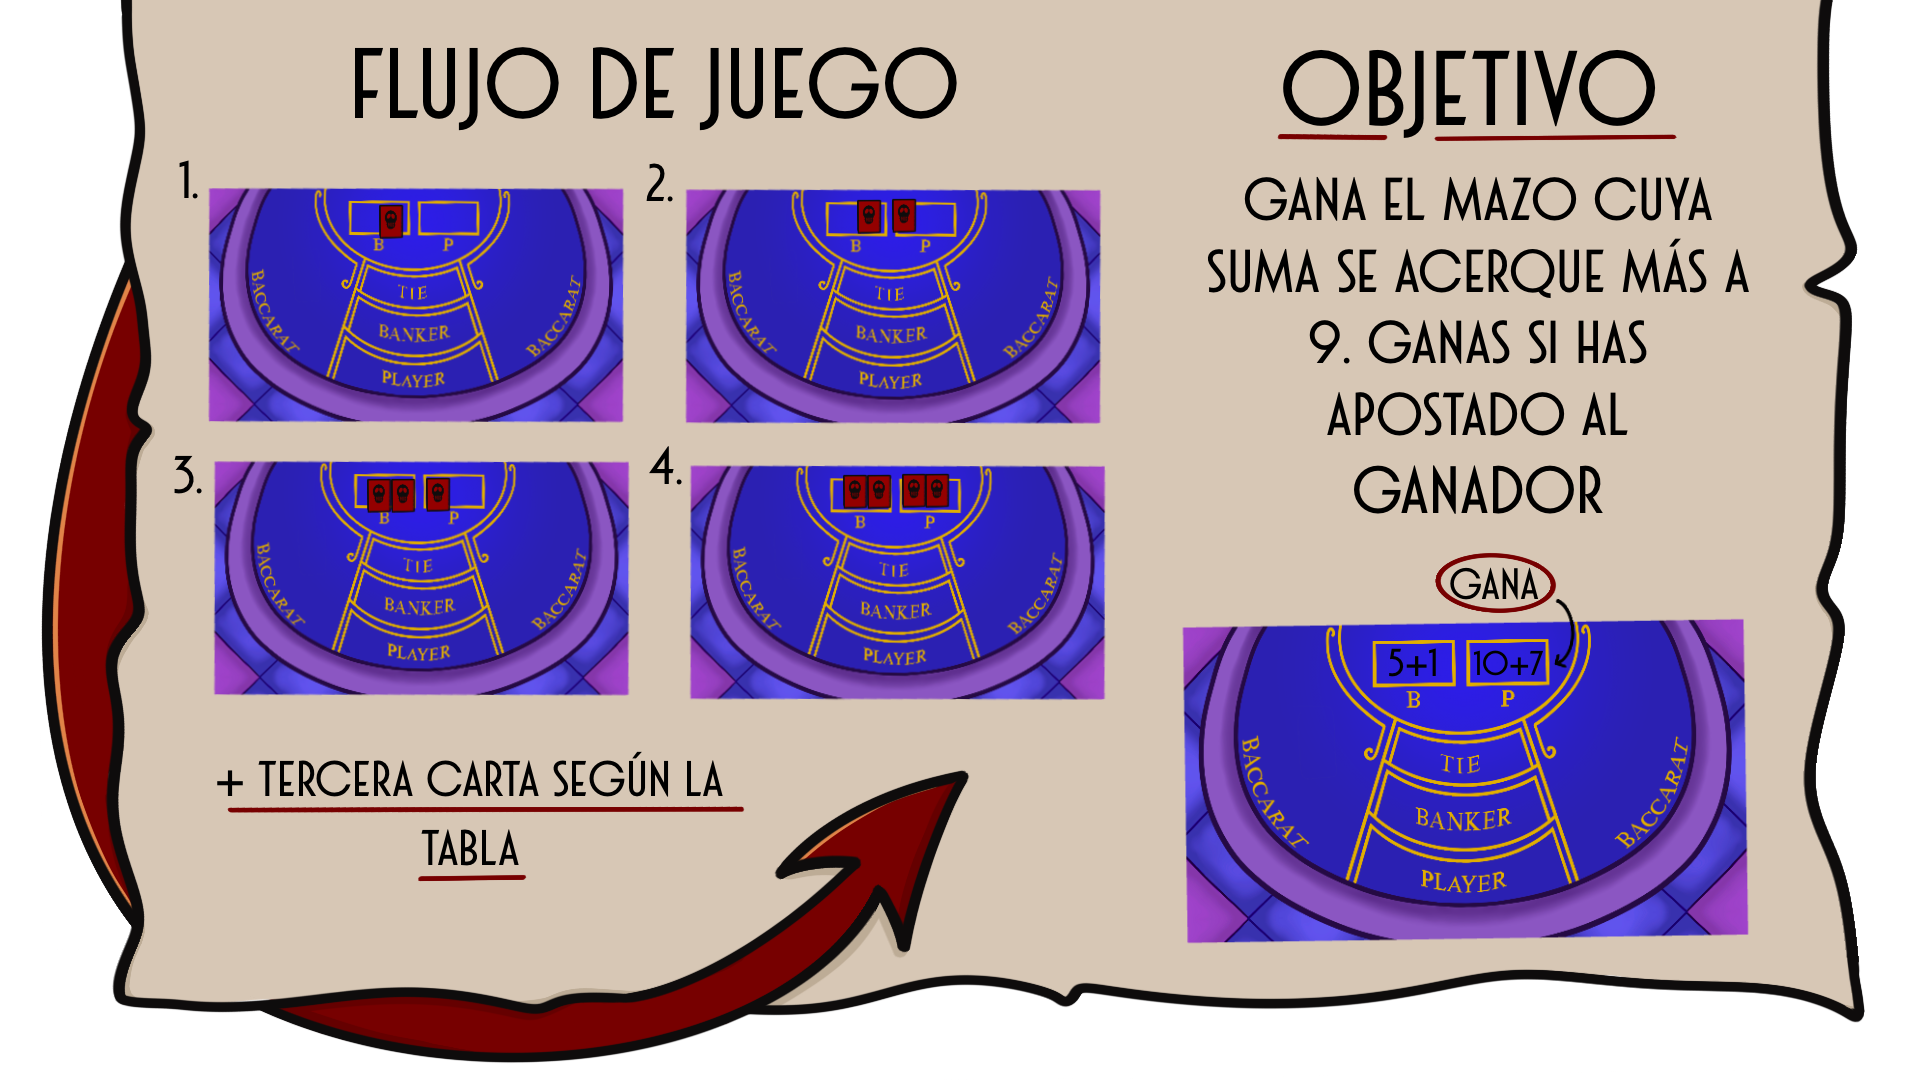 FLUJO DE JUEGO
1.
B P
TIE
BANKER
PLAYER
BACCARAT
BACCARAT
2.
B P
TIE
BANKER
PLAYER
BACCARAT
BACCARAT
3.
B P
TIE
BANKER
PLAYER
BACCARAT
BACCARAT
4.
B P
TIE
BANKER
PLAYER
BACCARAT
BACCARAT
+ TERCERA CARTA SEGÚN LA
TABLA
OBJETIVO
GANA EL MAZO CUYA
SUMA SE ACERQUE MÁS A
9. GANAS SI HAS
APOSTADO AL
GANADOR
GANA
5+1 10+7
B P
TIE
BANKER
PLAYER
BACCARAT
BACCARAT